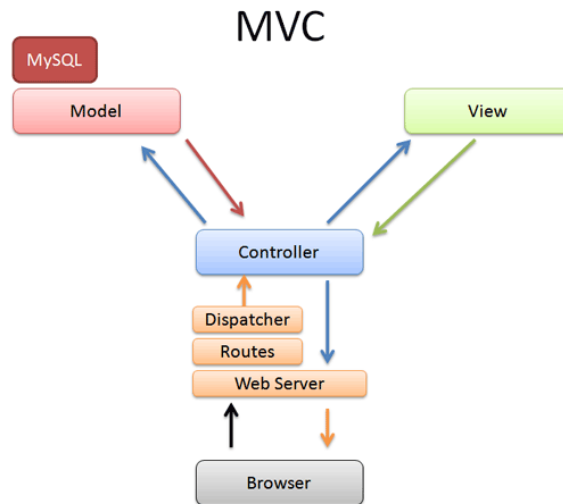 MVC
MySQL
Model
View
Controller
Dispatcher
Routes
Web Server
Browser